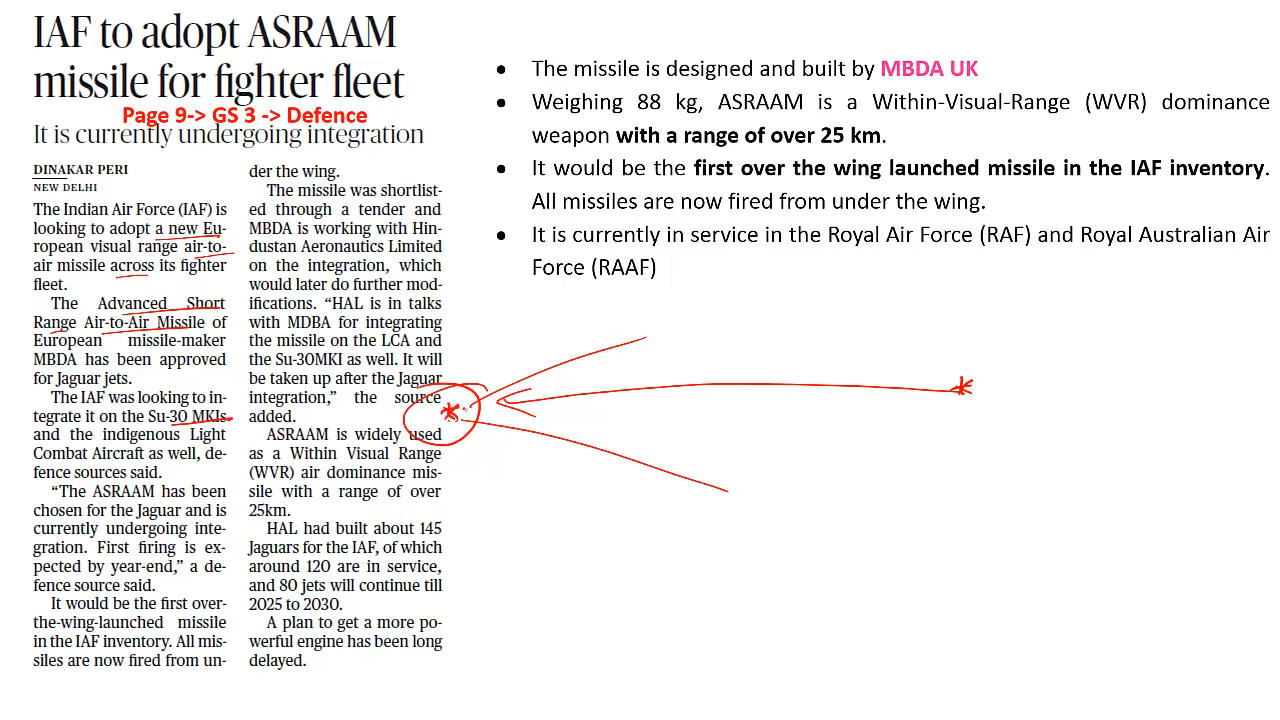 IAF to adopt ASRAAM
missile for fighter fleet
Page 9-> GS 3 -> Defence
It is currently undergoing integration
DINAKAR PERI
NEW DELHI
The Indian Air Force (IAF) is
looking to adopt a new Eu-
ropean visual range air-to-
air missile across its fighter
fleet.
The Advanced Short
Range Air-to-Air Missile of
European missile-maker
MBDA has been approved
for Jaguar jets.
The IAF was looking to in-
tegrate it on the Su-30 MKIs
and the indigenous Light
Combat Aircraft as well, de-
fence sources said.
“The ASRAAM has been
chosen for the Jaguar and is
currently undergoing inte-
gration. First firing is ex-
pected by year-end,” a de-
fence source said.
It would be the first over-
the-wing-launched missile
in the IAF inventory. All mis-
siles are now fired from un-
der the wing.
The missile was shortlist-
ed through a tender and
MBDA is working with Hin-
dustan Aeronautics Limited
on the integration, which
would later do further mod-
ifications. “HAL is in talks
with MDBA for integrating
the missile on the LCA and
the Su-30MKI as well. It will
be taken up after the Jaguar
integration,” the source
added.
ASRAAM is widely used
as a Within Visual Range
(WVR) air dominance mis-
sile with a range of over
25km.
HAL had built about 145
Jaguars for the IAF, of which
around 120 are in service,
and 80 jets will continue till
2025 to 2030.
A plan to get a more po-
werful engine has been long
delayed.
• The missile is designed and built by MBDA UK
• Weighing 88 kg, ASRAAM is a Within-Visual-Range (WVR) dominance
weapon with a range of over 25 km.
• It would be the first over the wing launched missile in the IAF inventory.
All missiles are now fired from under the wing.
• It is currently in service in the Royal Air Force (RAF) and Royal Australian Air
Force (RAAF)